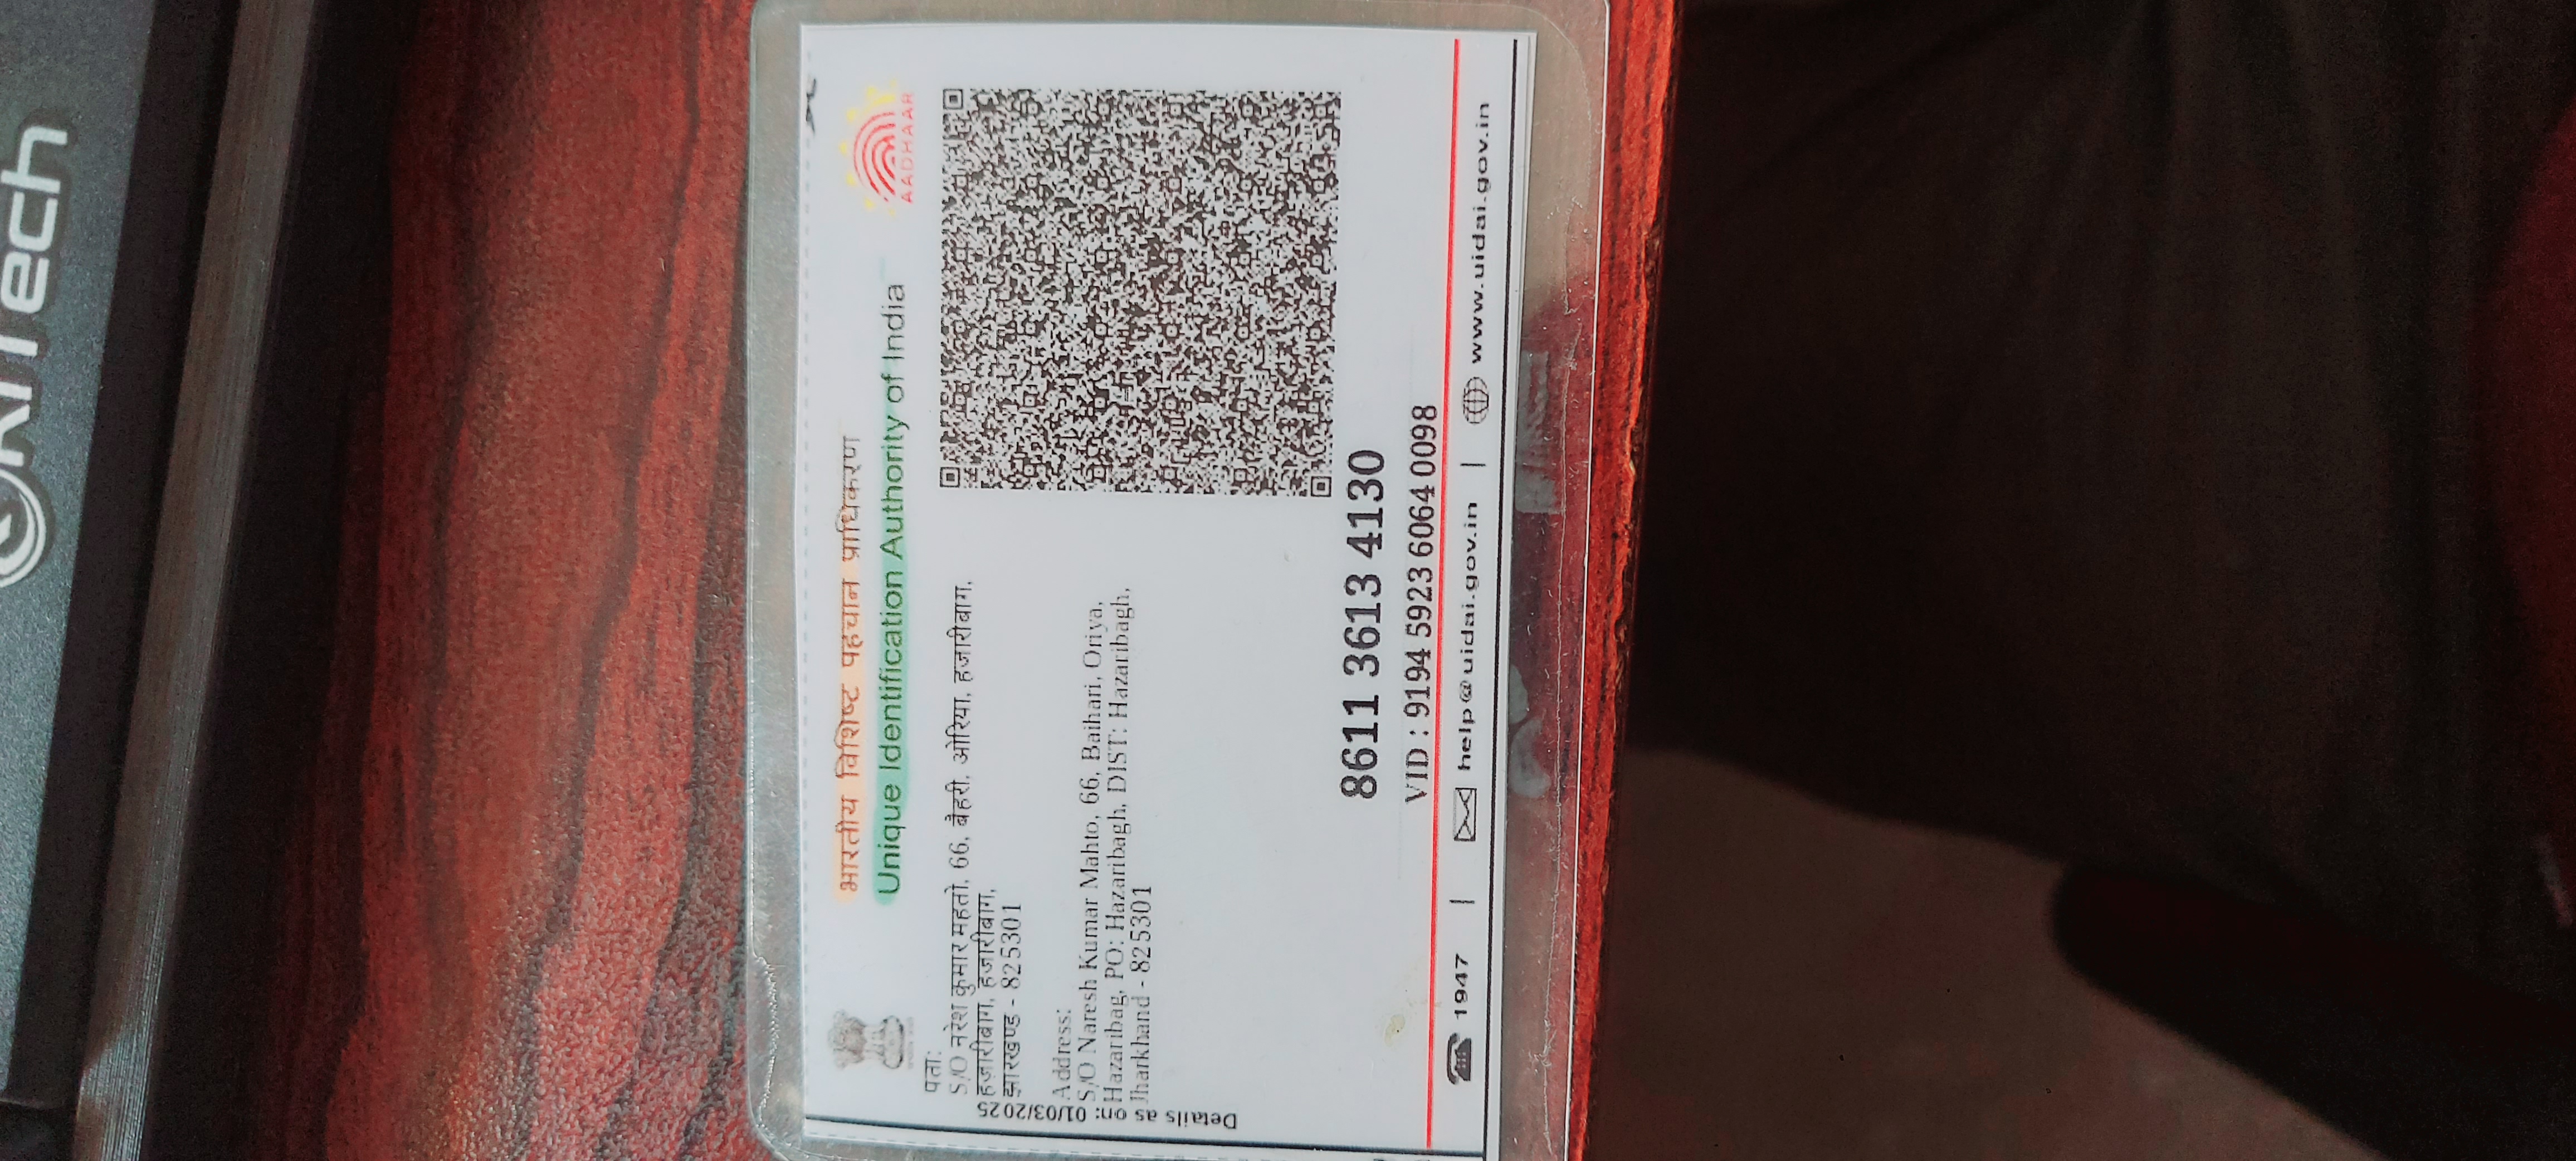 भारतीय विशिष्ट पहचान प्राधिकरण
Unique Identification Authority of India
AADHAAR
पता:
S/O नरेश कुमार महतो, 66, बैहरी, ओरिया, हजारीबाग,
हजारीबाग, हजारीबाग,
झारखण्ड - 825301
Address:
S/O Naresh Kumar Mahto, 66, Baihari, Oriya,
Hazaribag, PO: Hazaribagh, DIST: Hazaribagh,
Jharkhand - 825301
Details as on: 01/03/2025
8611 3613 4130
VID : 9194 5923 6064 0098
1947 | help@uidai.gov.in | www.uidai.gov.in